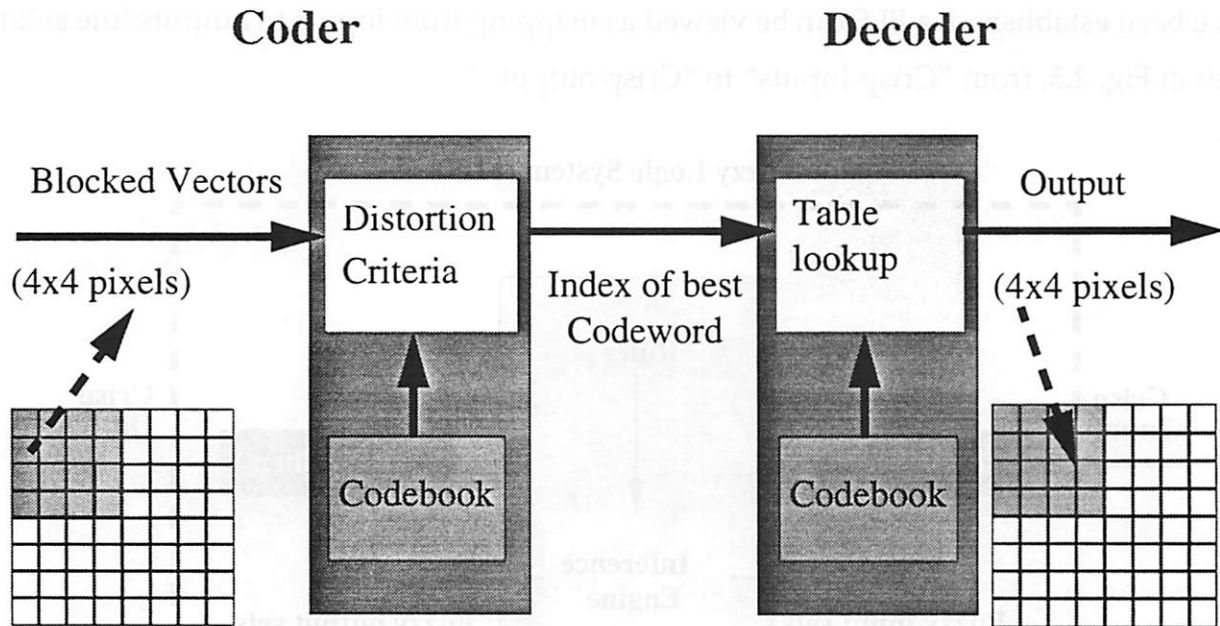 Coder
Decoder
Blocked Vectors
(4x4 pixels)
Distortion
Criteria
Codebook
Index of best
Codeword
Table
lookup
Codebook
Output
(4x4 pixels)